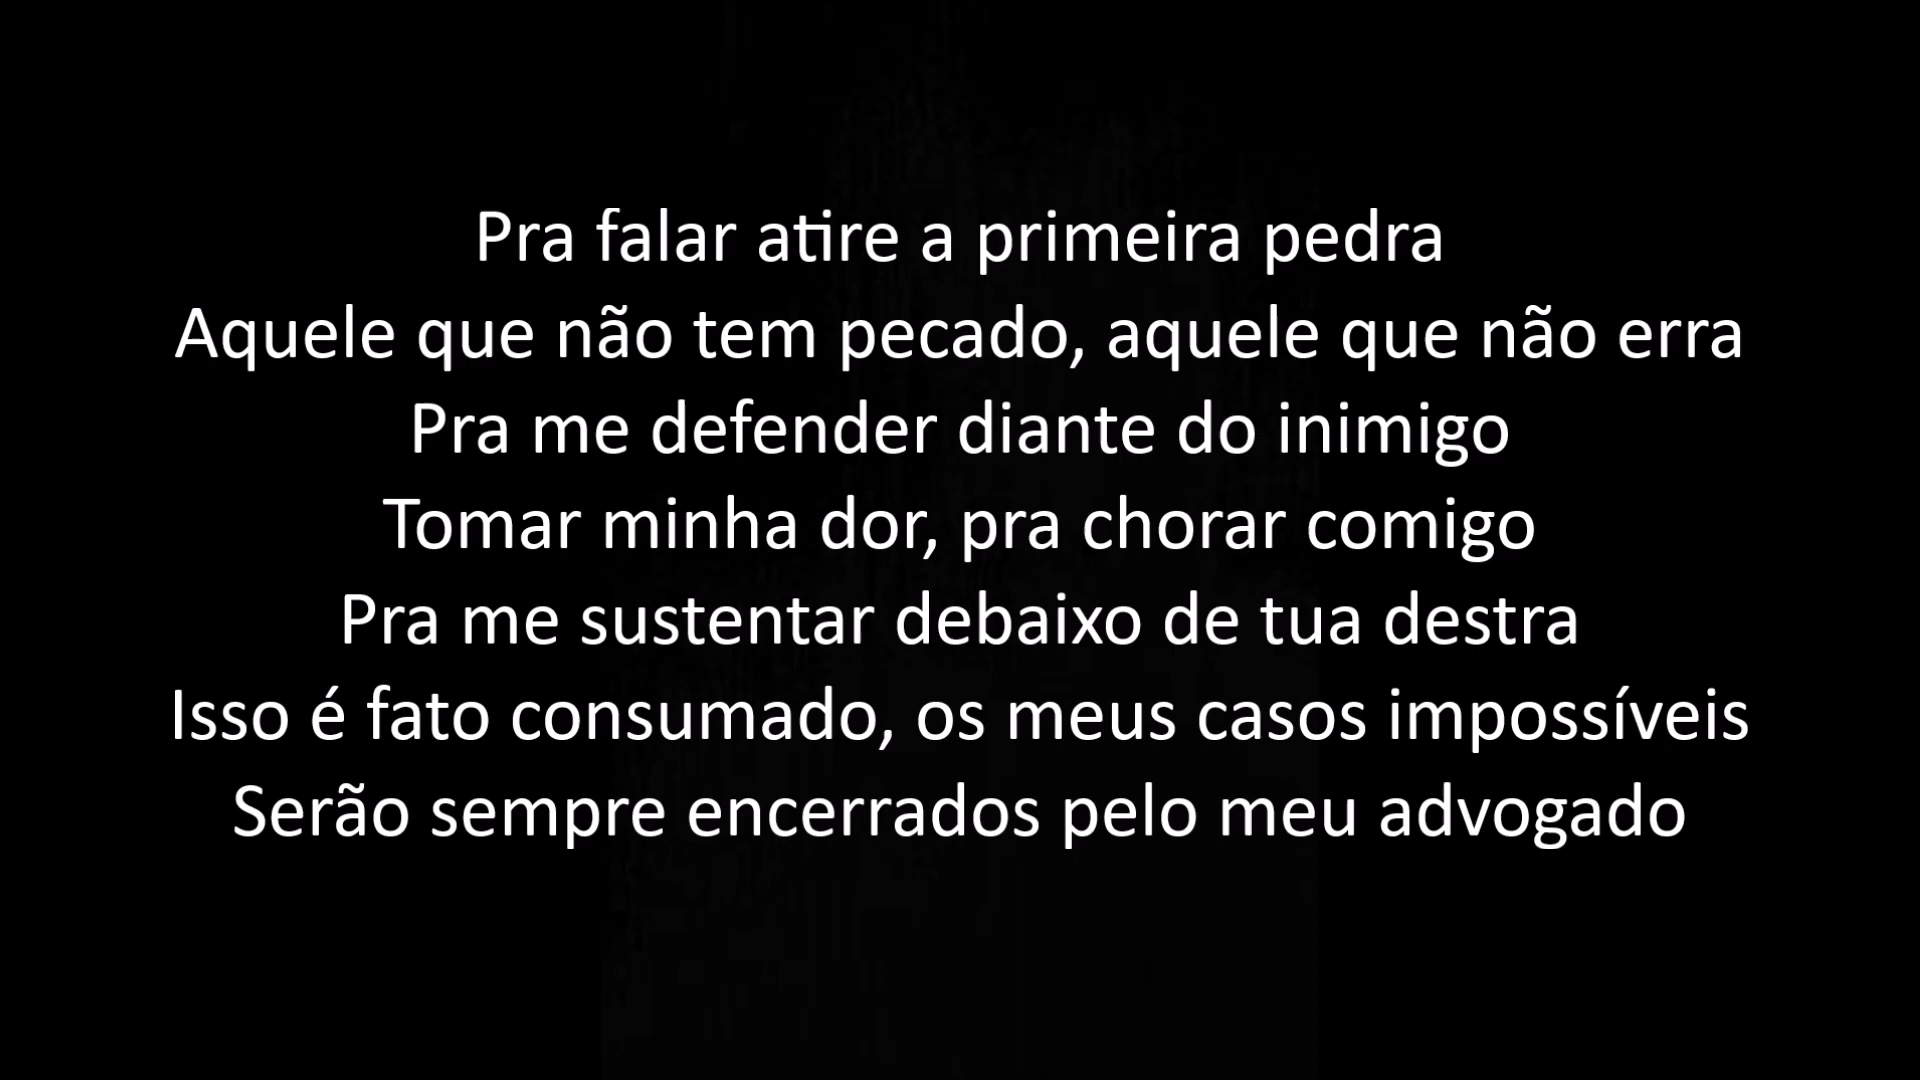 Pra falar atire a primeira pedra
Aquele que não tem pecado, aquele que não erra
Pra me defender diante do inimigo
Tomar minha dor, pra chorar comigo
Pra me sustentar debaixo de tua destra
Isso é fato consumado, os meus casos impossíveis
Serão sempre encerrados pelo meu advogado